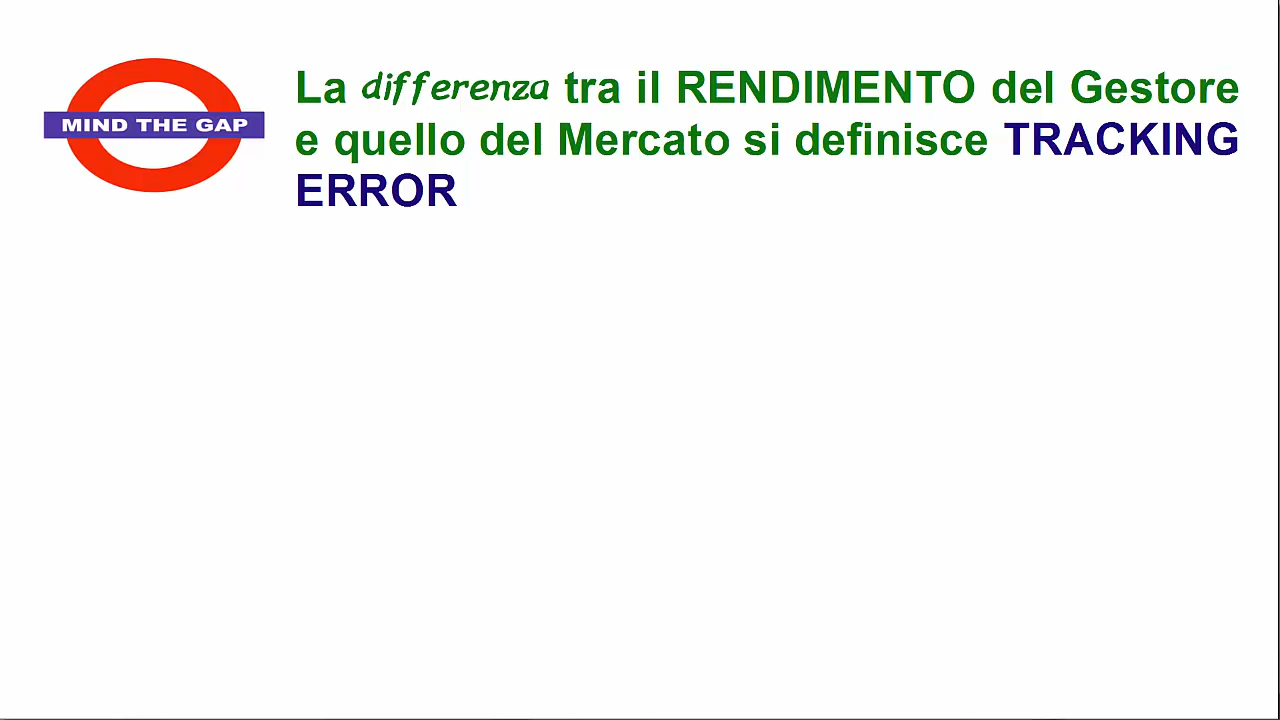 MIND THE GAP
La differenza tra il RENDIMENTO del Gestore
e quello del Mercato si definisce TRACKING
ERROR